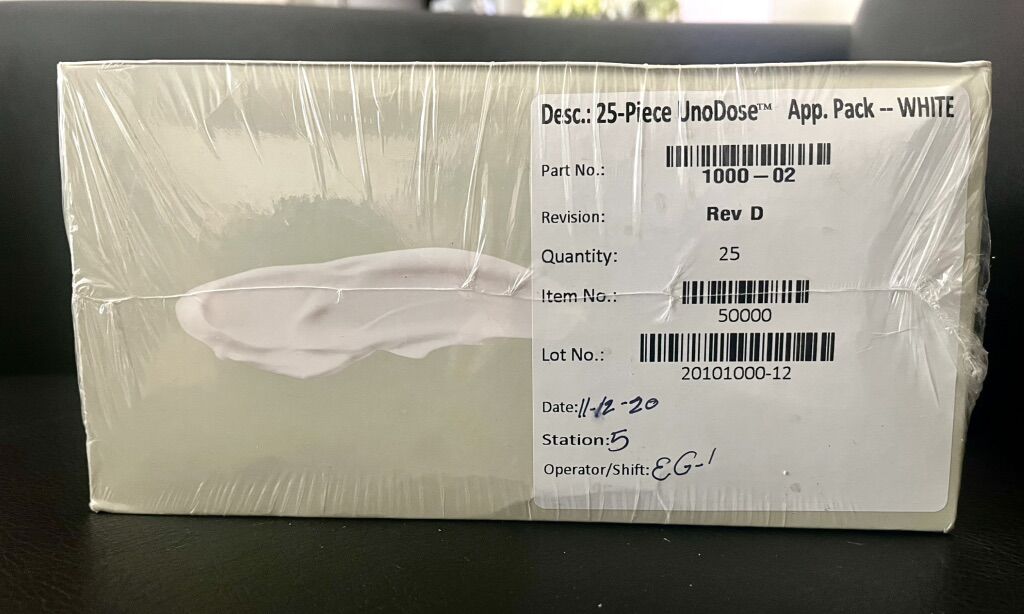 Desc.: 25-Piece UnoDose™ App. Pack -- WHITE
Part No.: 1000-02
Revision: Rev D
Quantity: 25
Item No.: 50000
Lot No.: 20101000-12
Date: 11-12-20
Station: 5
Operator/Shift: EG-1